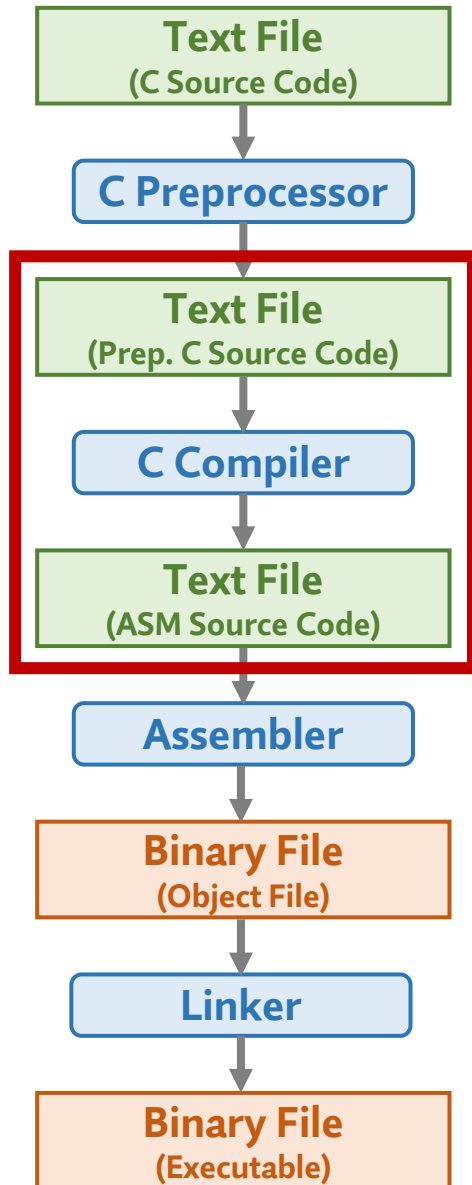 Text File
(C Source Code)
C Preprocessor
Text File
(Prep. C Source Code)
C Compiler
Text File
(ASM Source Code)
Assembler
Binary File
(Object File)
Linker
Binary File
(Executable)